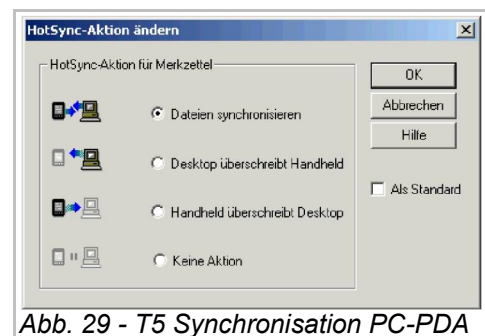 HotSync-Aktion ändern
HotSync-Aktion für Merkzettel
Dateien synchronisieren
Desktop überschreibt Handheld
Handheld überschreibt Desktop
Keine Aktion
OK
Abbrechen
Hilfe
Als Standard
Abb. 29 - T5 Synchronisation PC-PDA